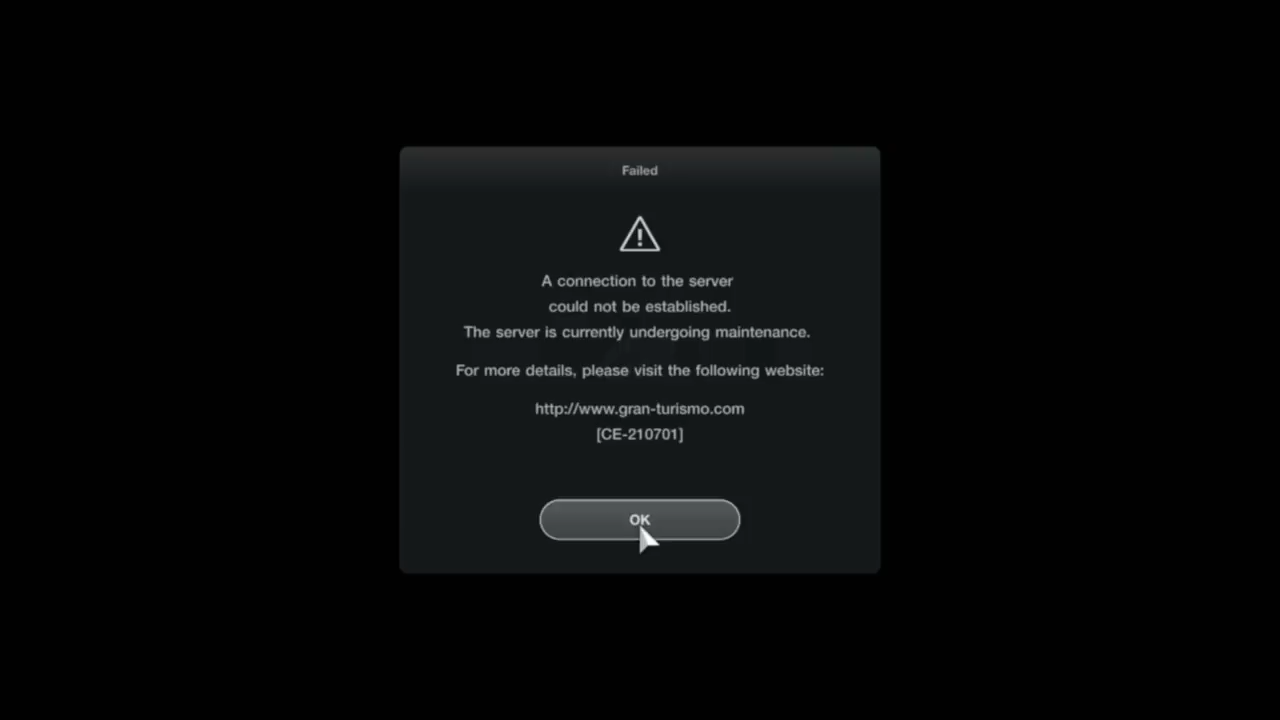 Failed
A connection to the server
could not be established.
The server is currently undergoing maintenance.
For more details, please visit the following website:
http://www.gran-turismo.com
[CE-210701]
OK